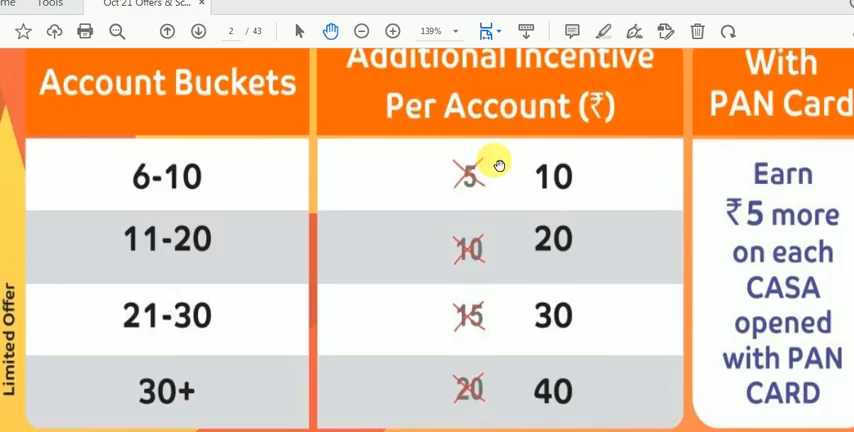 me Tools Oct'21 Offers & Sc... ×
2 / 43 139%
Account Buckets
Additional Incentive
Per Account (₹)
With
PAN Card
6-10 5 10
11-20 10 20
21-30 15 30
30+ 20 40
Earn
₹5 more
on each
CASA
opened
with PAN
CARD
Limited Offer